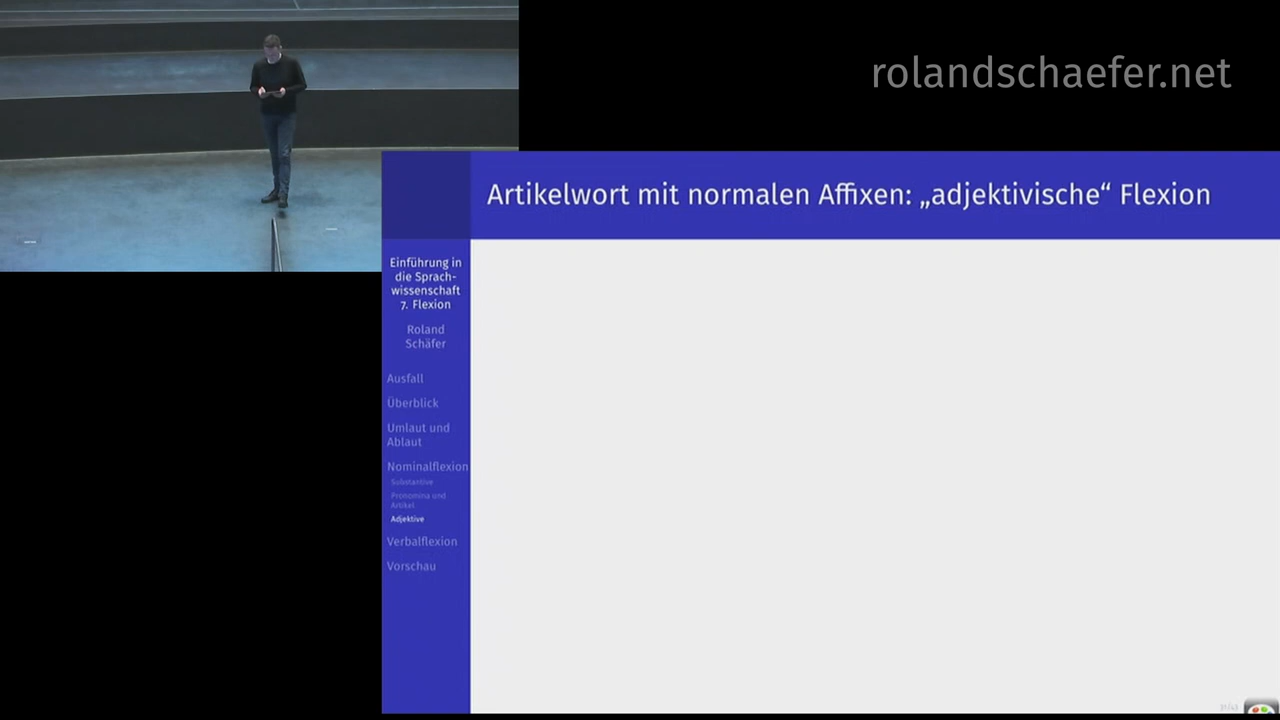 rolandschaefer.net
Artikelwort mit normalen Affixen: „adjektivische“ Flexion
Einführung in
die Sprach-
wissenschaft
7. Flexion
Roland
Schäfer
Ausfall
Überblick
Umlaut und
Ablaut
Nominalflexion
Substantive
Pronomina und
Artikel
Adjektive
Verbalflexion
Vorschau